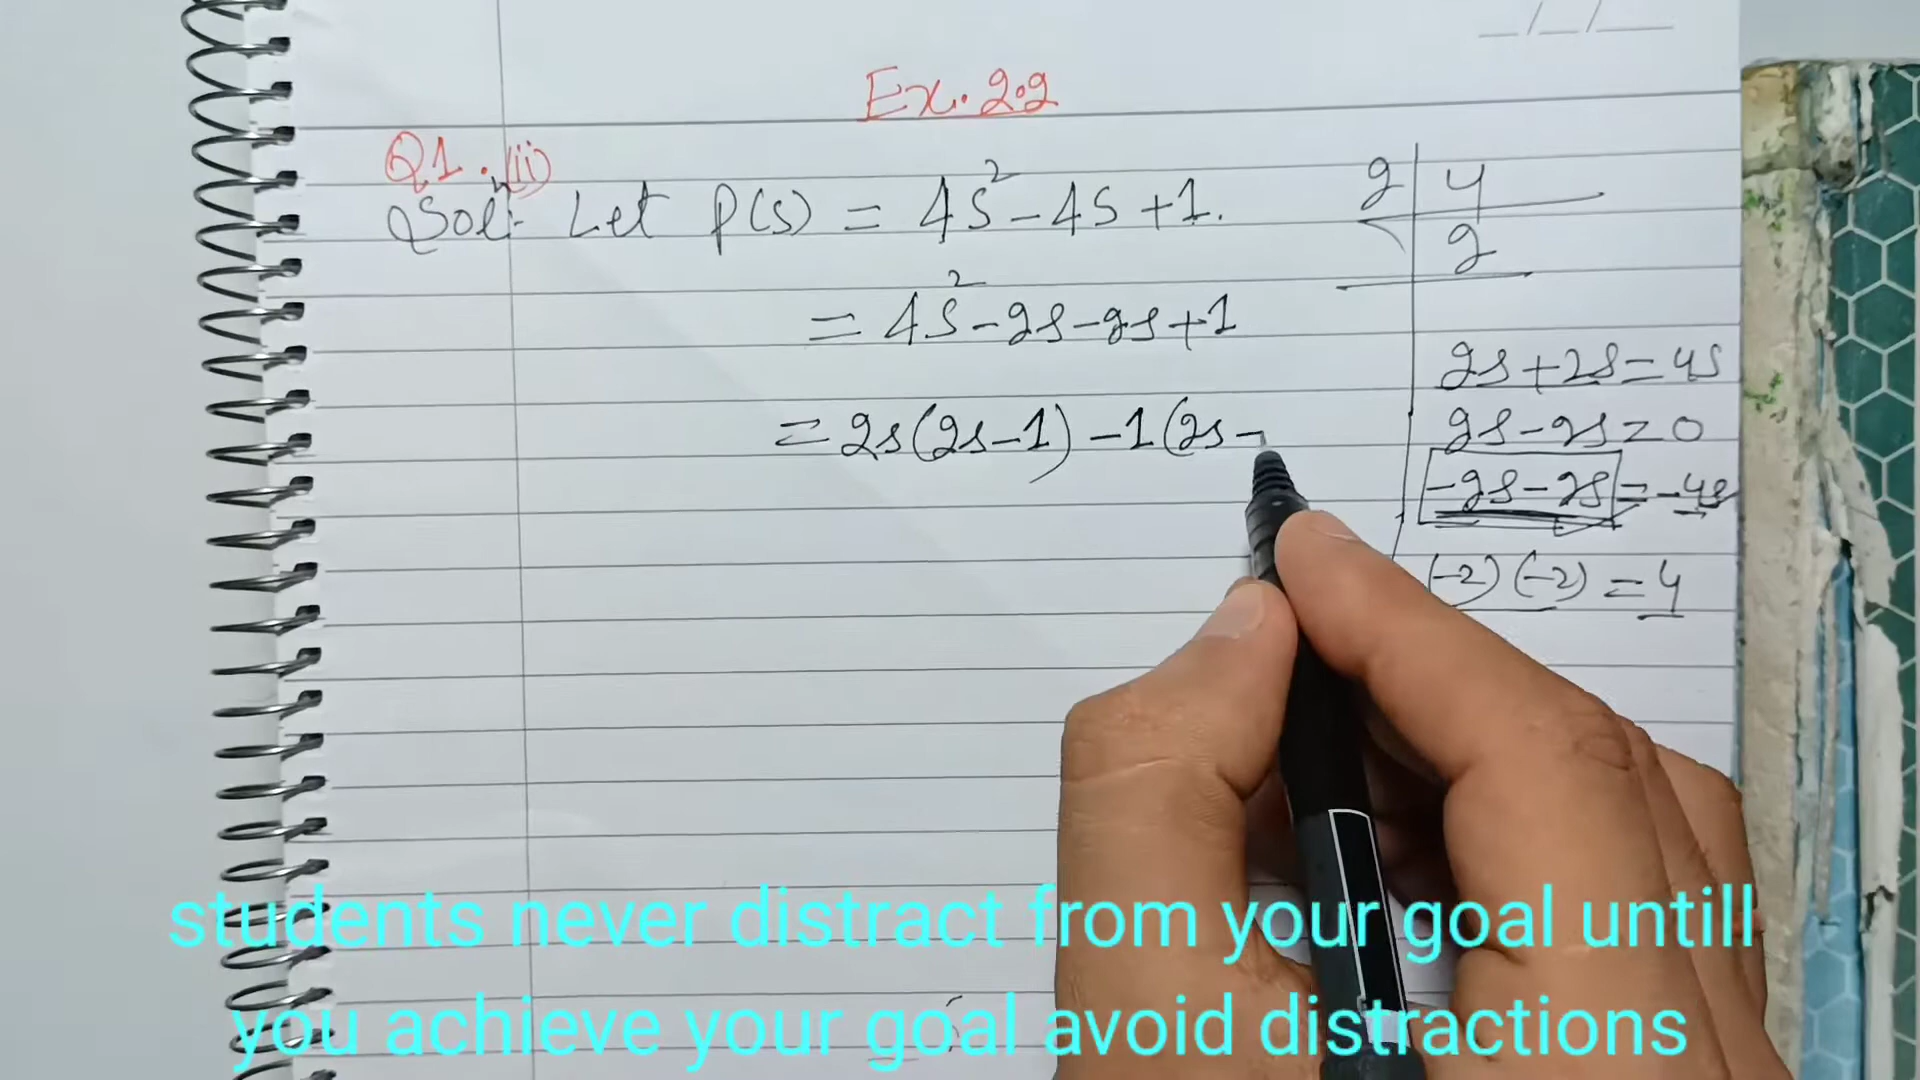 _/_/__
Ex. 2.2
Q1. (ii)
Solⁿ:- Let P(s) = 4s² - 4s + 1.
= 4s² - 2s - 2s + 1
= 2s(2s - 1) - 1(2s -
2 | 4
2
2s + 2s = 4s
2s - 2s = 0
-2s - 2s = -4s
(-2) (-2) = 4
students never distract from your goal untill
you achieve your goal avoid distractions